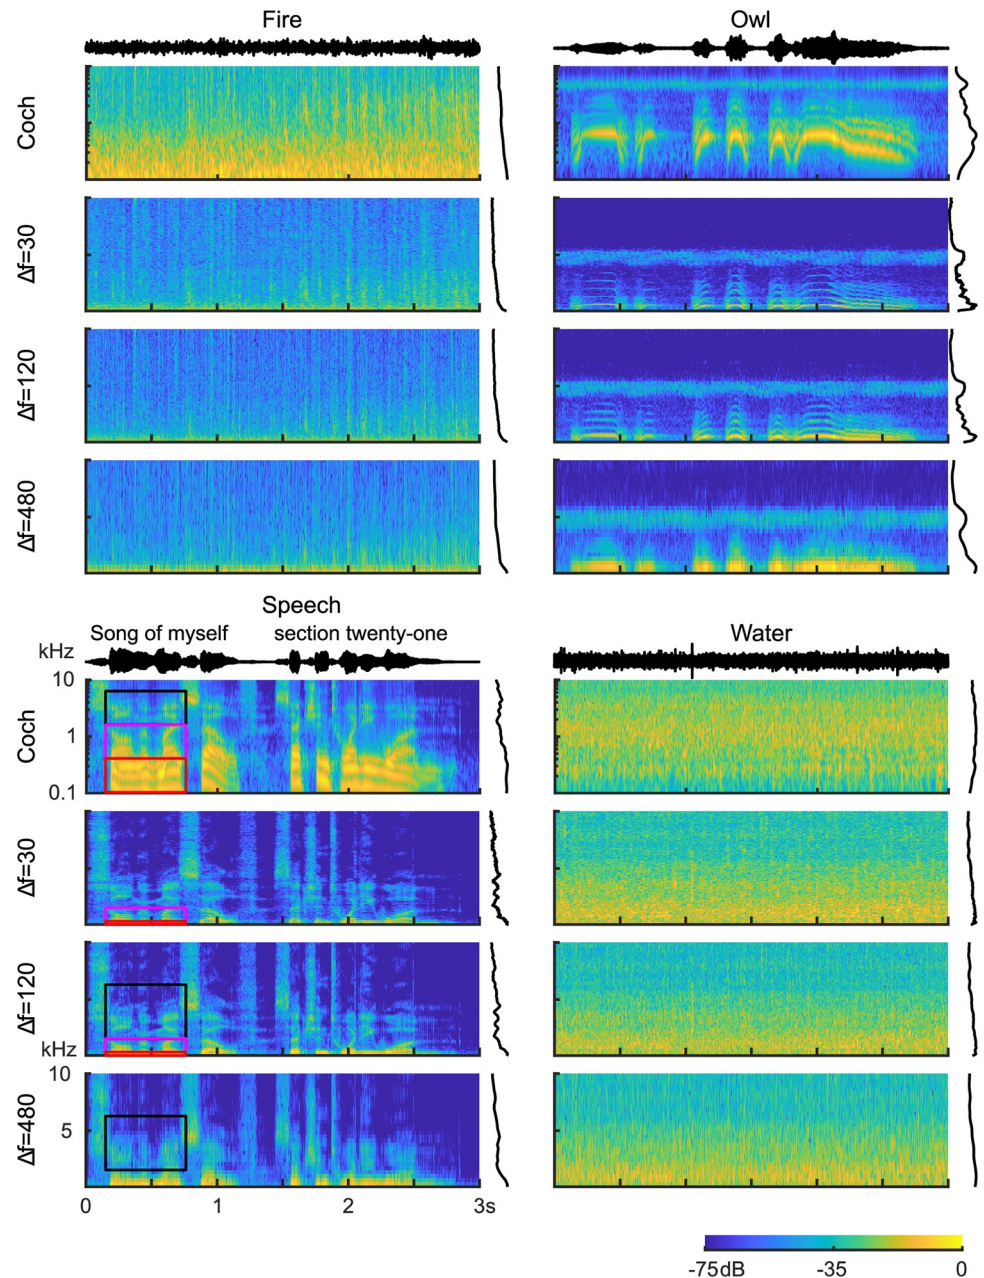 Fire
Owl
Coch
Δf=30
Δf=120
Δf=480
Speech
Song of myself section twenty-one
Water
kHz
10
Coch
1
0.1
Δf=30
Δf=120
kHz
10
Δf=480
5
0 1 2 3s
-75dB -35 0